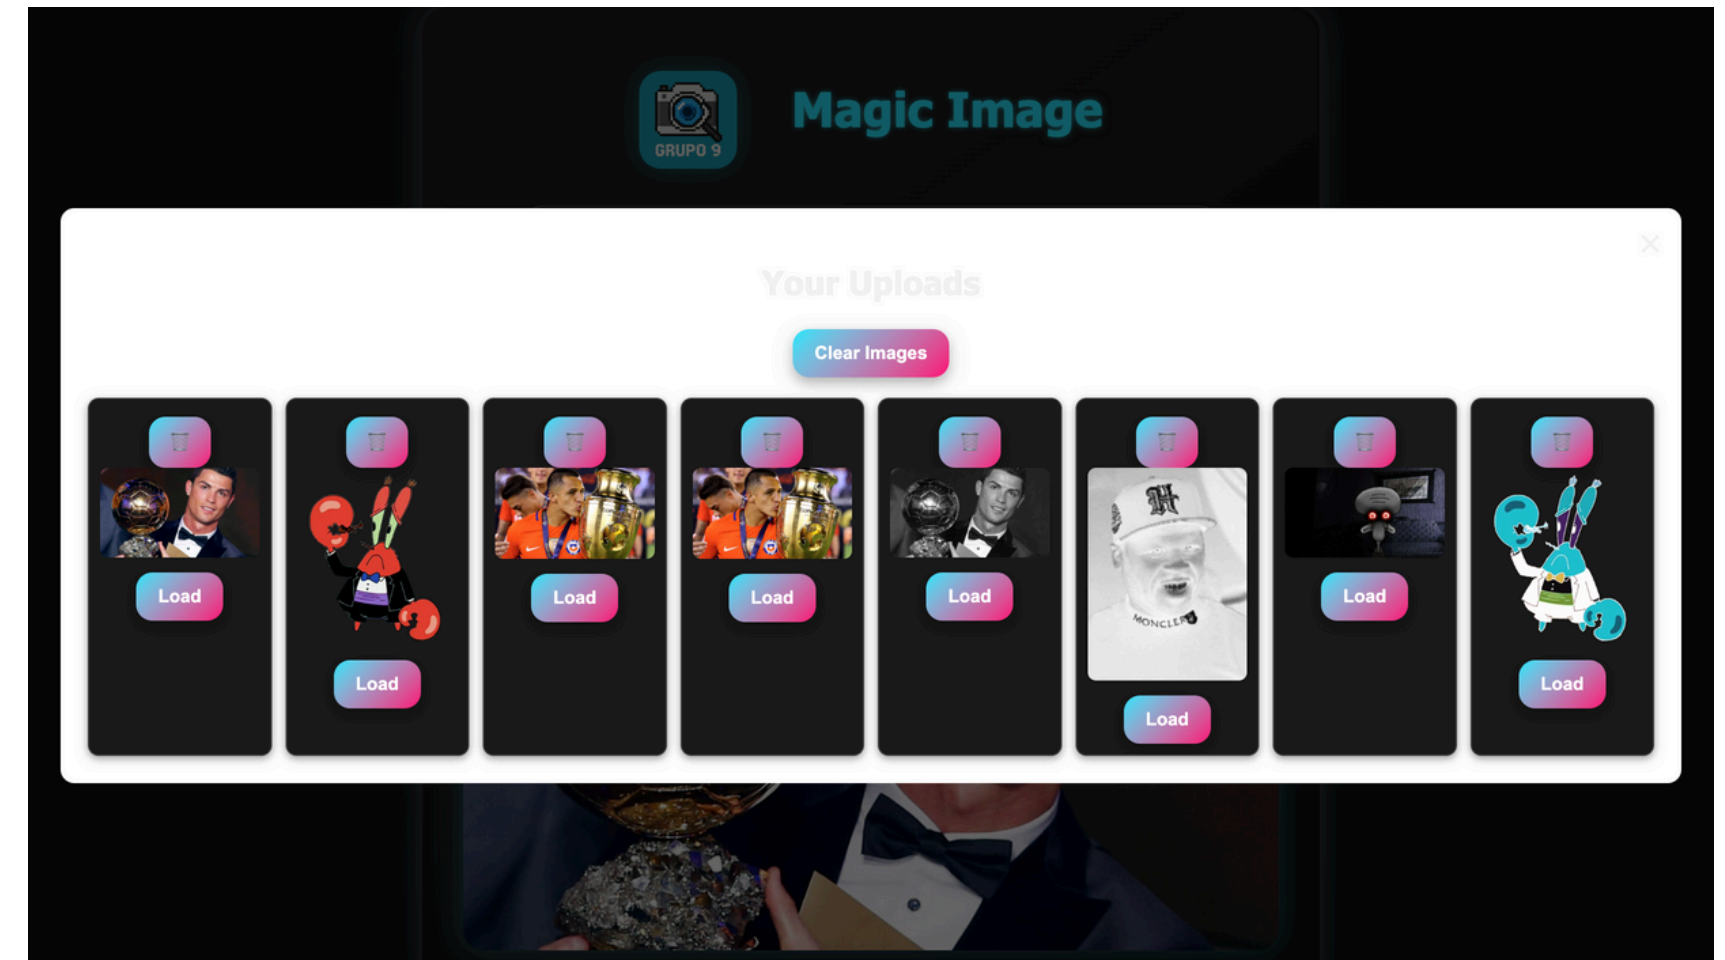 GRUPO 9
Magic Image
Your Uploads
Clear Images
MONCLER
Load
Load
Load
Load
Load
Load
Load
Load